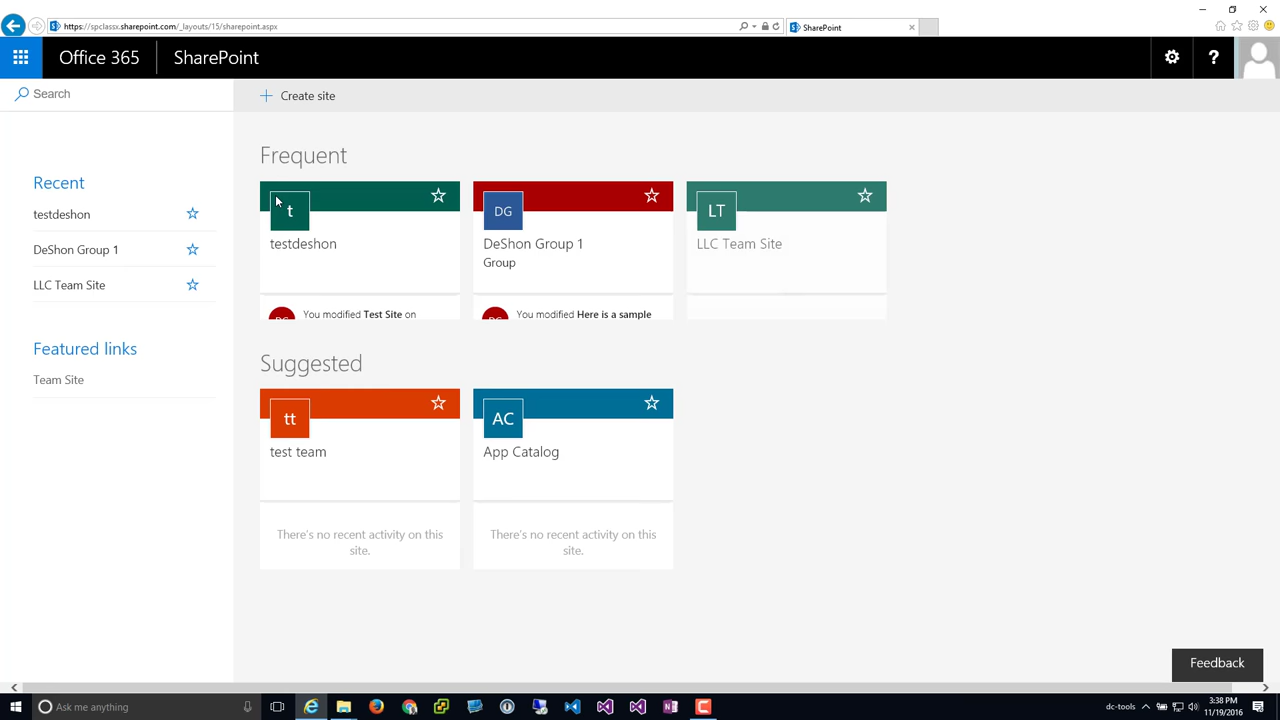 https://spclassx.sharepoint.com/_layouts/15/sharepoint.aspx
SharePoint
Office 365
SharePoint
?
Search
Create site
Recent
testdeshon
DeShon Group 1
LLC Team Site
Featured links
Team Site
Frequent
t
testdeshon
You modified Test Site on
DG
DeShon Group 1
Group
You modified Here is a sample
LT
LLC Team Site
Suggested
tt
test team
There's no recent activity on this
site.
AC
App Catalog
There's no recent activity on this
site.
Feedback
Ask me anything
dc-tools
3:38 PM
11/19/2016